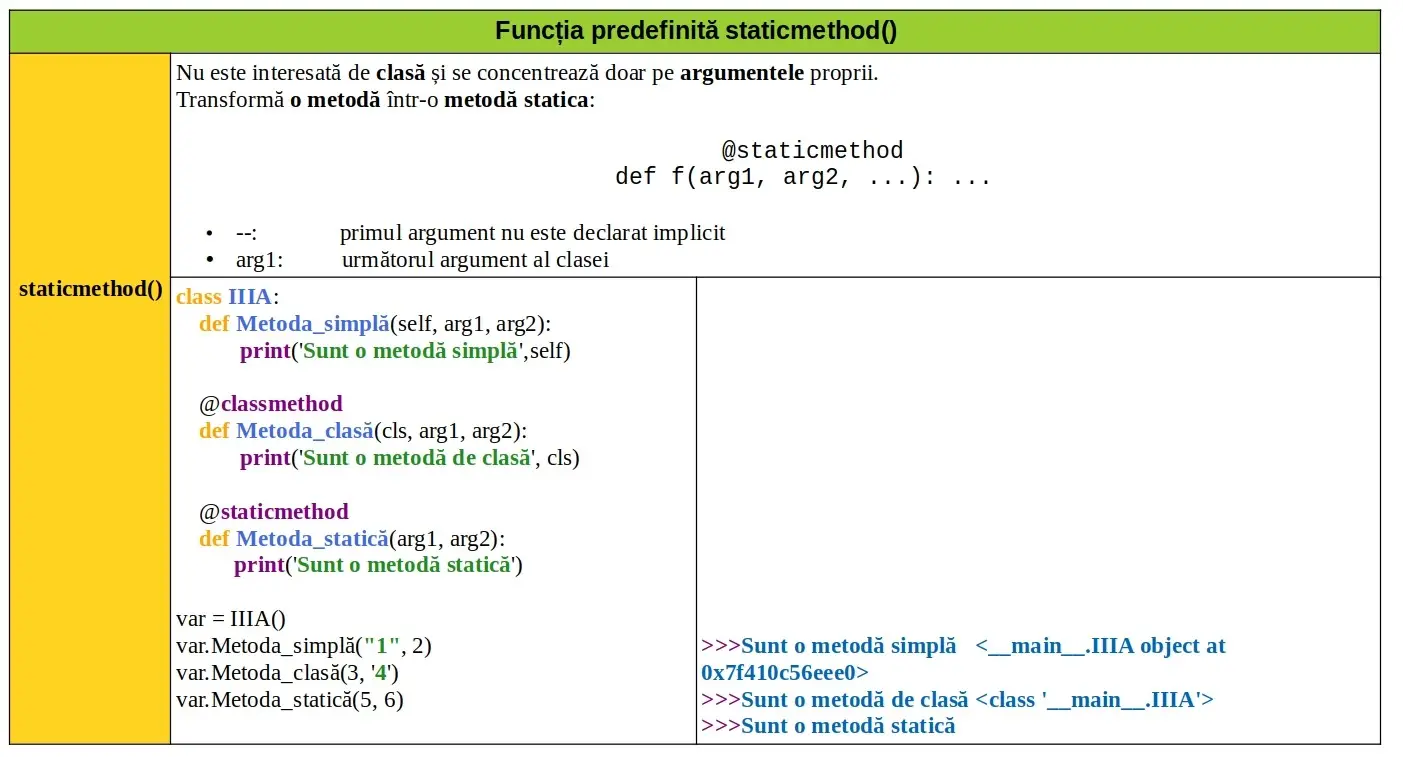 Funcția predefinită staticmethod()
staticmethod()
Nu este interesată de clasă și se concentrează doar pe argumentele proprii.
Transformă o metodă într-o metodă statica:
@staticmethod
def f(arg1, arg2, ...): ...
• --: primul argument nu este declarat implicit
• arg1: următorul argument al clasei
class IIIA:
def Metoda_simplă(self, arg1, arg2):
print('Sunt o metodă simplă',self)
@classmethod
def Metoda_clasă(cls, arg1, arg2):
print('Sunt o metodă de clasă', cls)
@staticmethod
def Metoda_statică(arg1, arg2):
print('Sunt o metodă statică')
var = IIIA()
var.Metoda_simplă("1", 2)
var.Metoda_clasă(3, '4')
var.Metoda_statică(5, 6)
>>>Sunt o metodă simplă <__main__.IIIA object at
0x7f410c56eee0>
>>>Sunt o metodă de clasă <class '__main__.IIIA'>
>>>Sunt o metodă statică